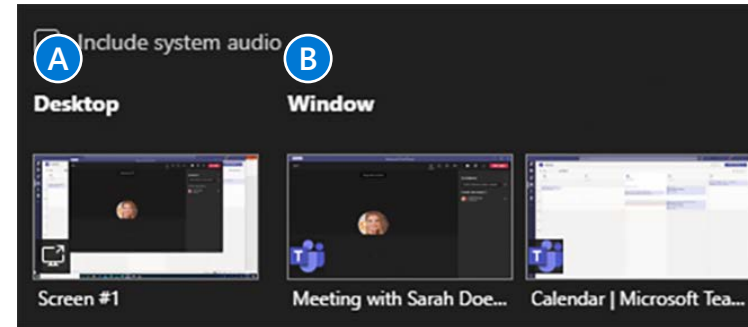 A Include system audio B
Desktop Window
Screen #1 Meeting with Sarah Doe... Calendar | Microsoft Tea...